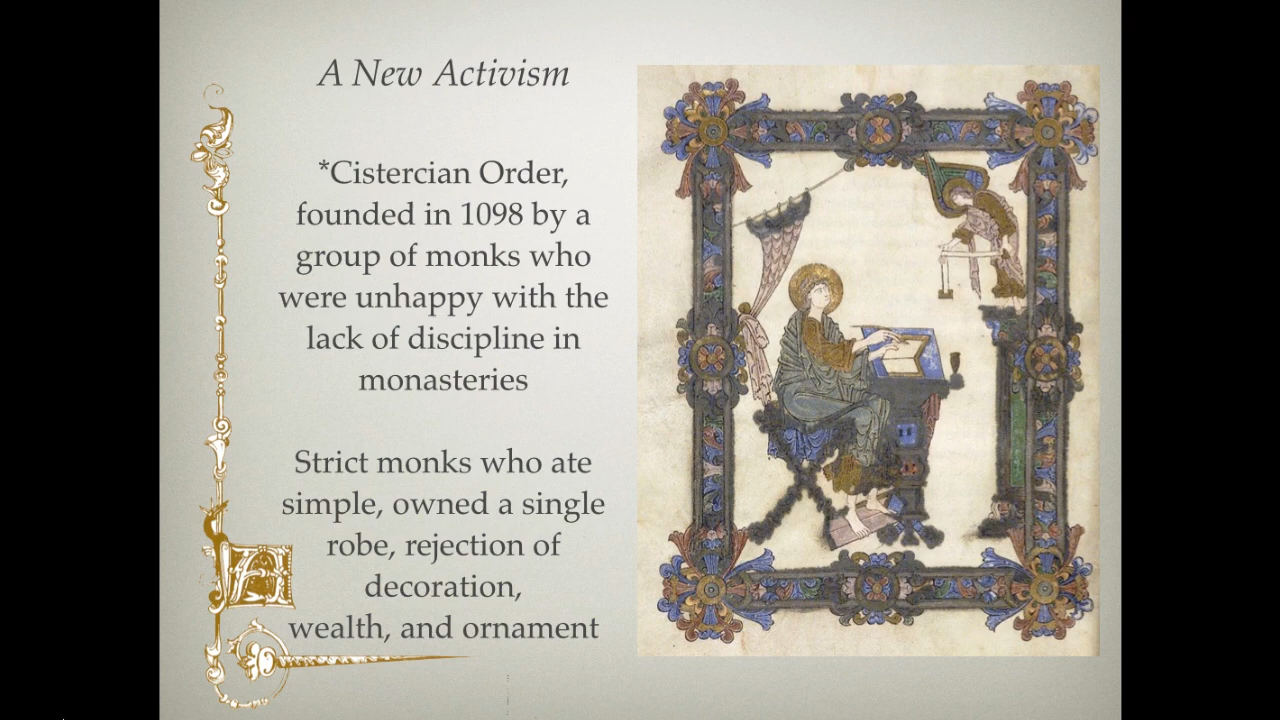 A New Activism
*Cistercian Order,
founded in 1098 by a
group of monks who
were unhappy with the
lack of discipline in
monasteries
Strict monks who ate
simple, owned a single
robe, rejection of
decoration,
wealth, and ornament